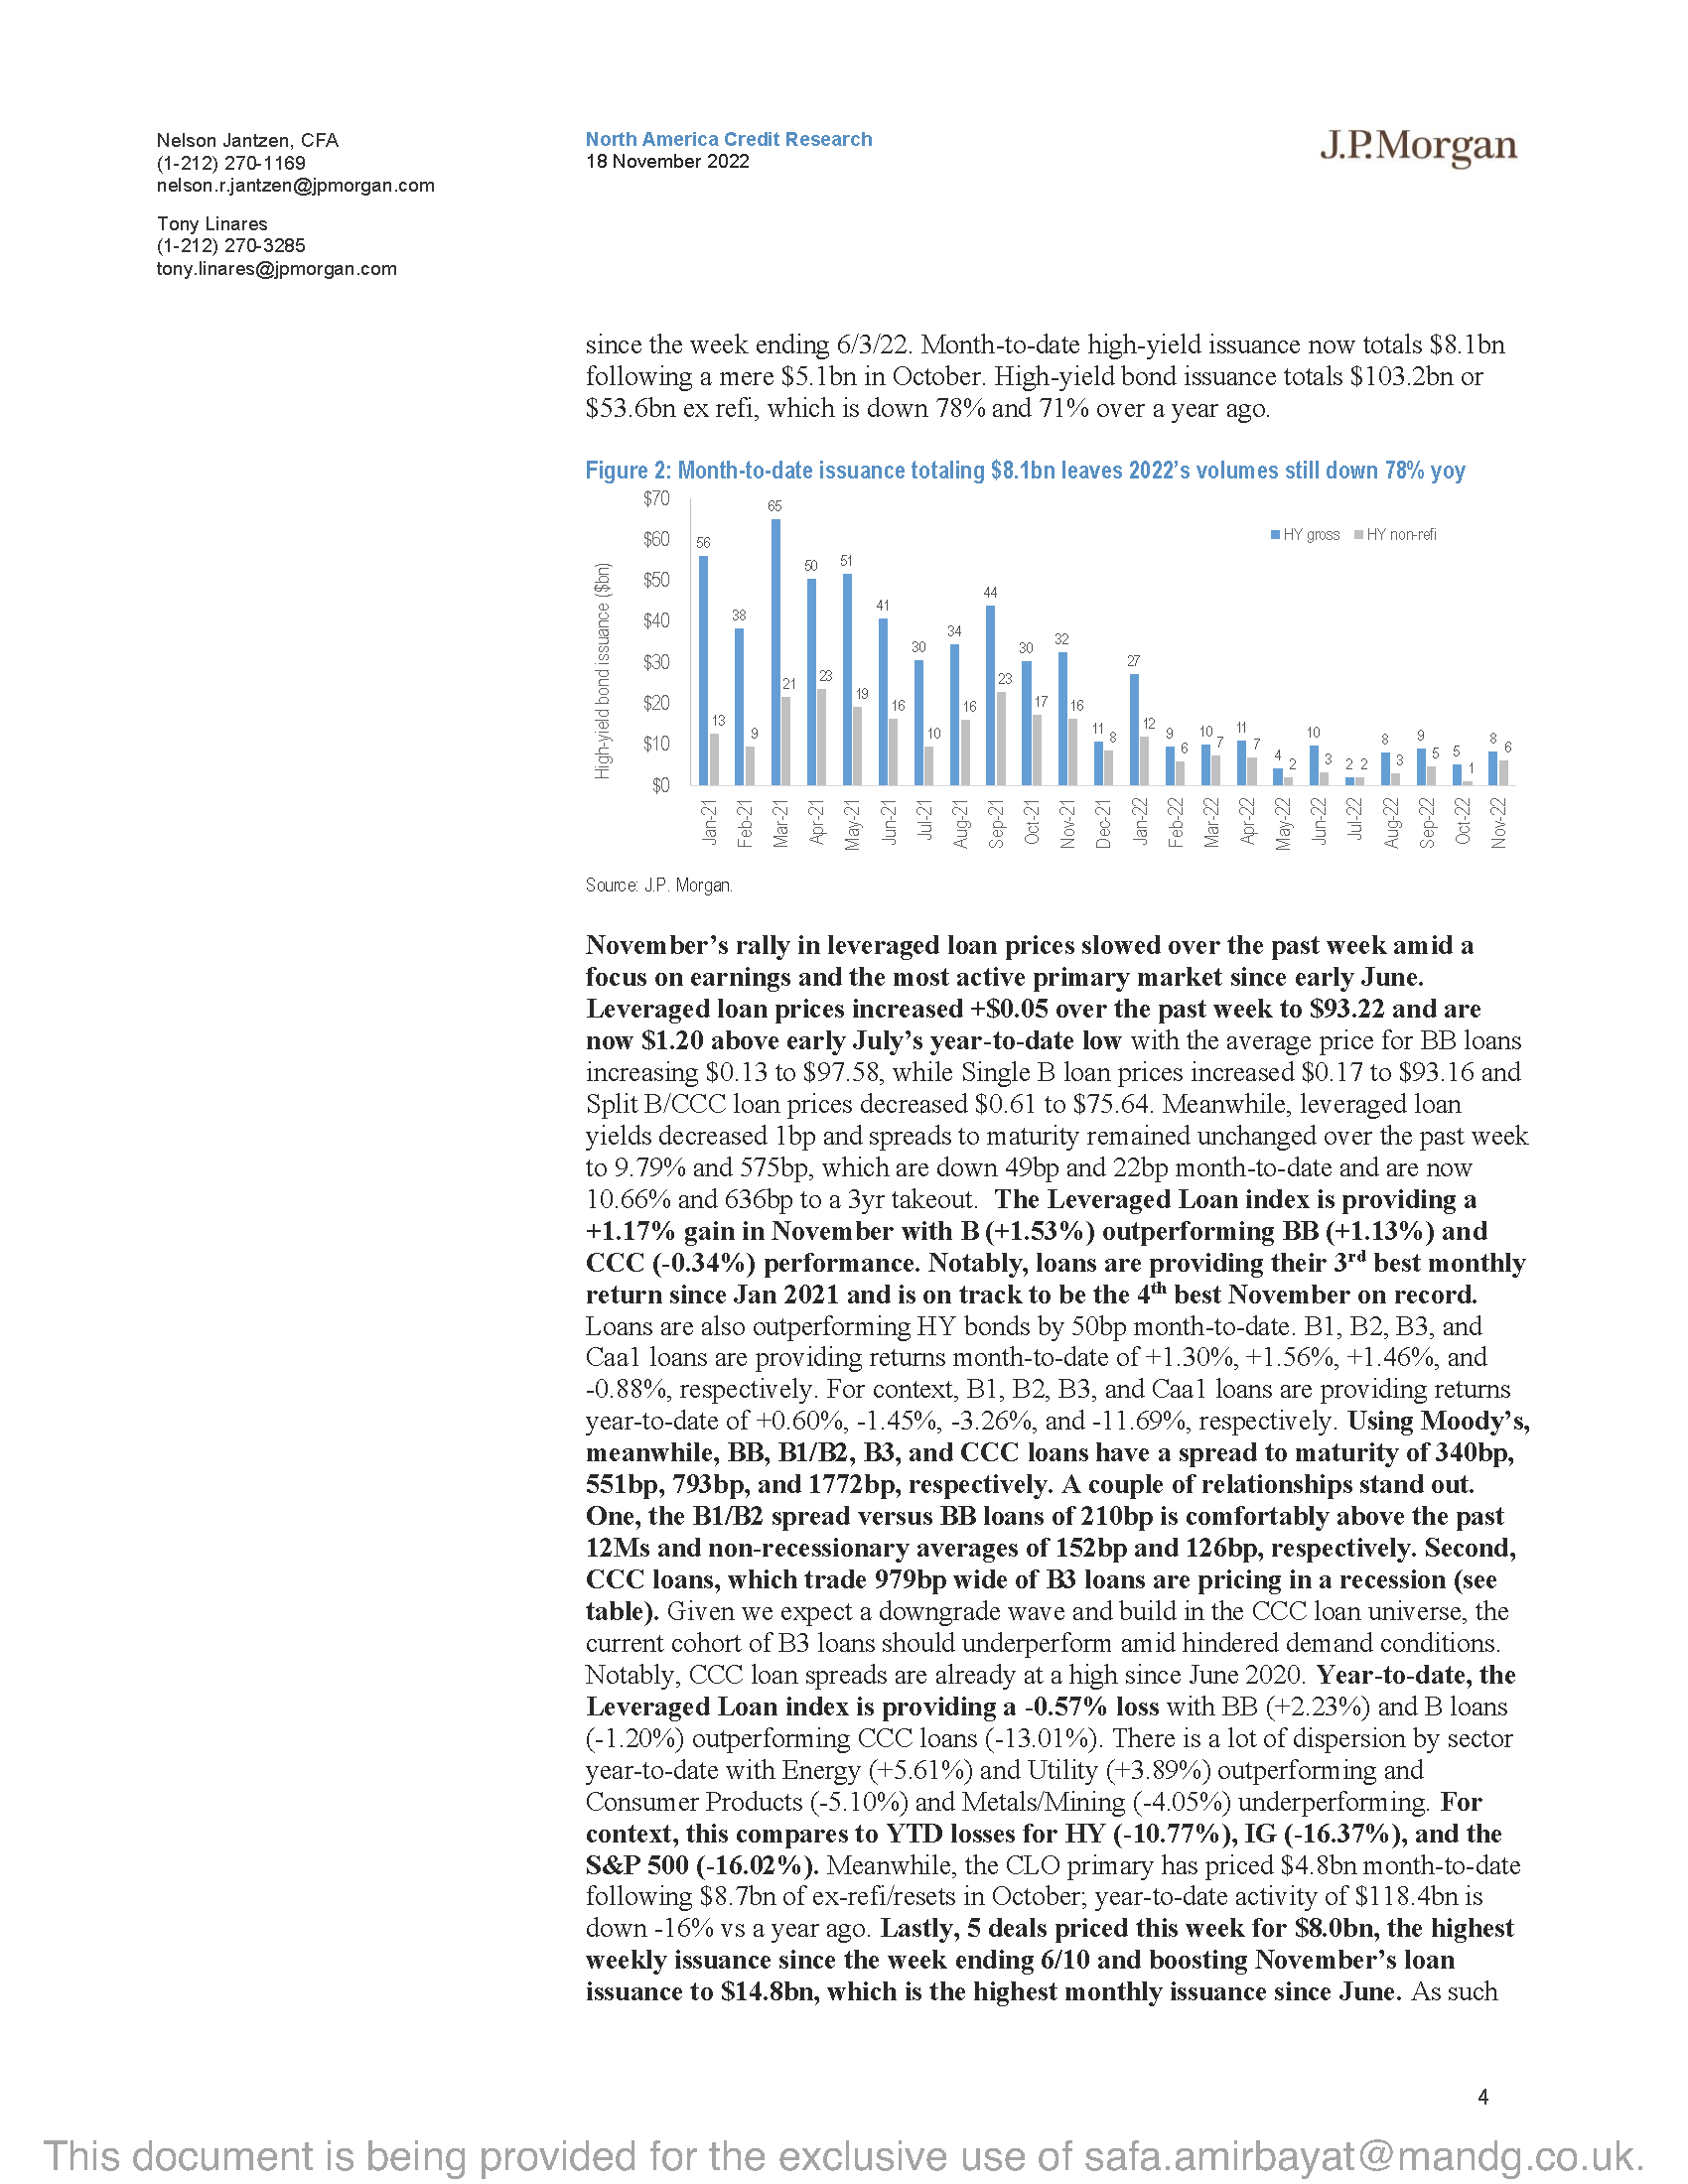 Nelson Jantzen, CFA
(1-212) 270-1169
nelson.r.jantzen@jpmorgan.com
Tony Linares
(1-212) 270-3285
tony.linares@jpmorgan.com
North America Credit Research
18 November 2022
J.P.Morgan
since the week ending 6/3/22. Month-to-date high-yield issuance now totals $8.1bn
following a mere $5.1bn in October. High-yield bond issuance totals $103.2bn or
$53.6bn ex refi, which is down 78% and 71% over a year ago.
Figure 2: Month-to-date issuance totaling $8.1bn leaves 2022's volumes still down 78% yoy
High-yield bond issuance ($bn)
$70
$60
$50
$40
$30
$20
$10
$0
HY gross HY non-refi
56 13 38 9 65 21 50 23 51 19 41 16 30 10 34 16 44 23 30 17 32 16 11 8 27 12 9 6 10 7 11 7 4 2 10 3 2 2 8 3 9 5 5 1 8 6
Jan-21 Feb-21 Mar-21 Apr-21 May-21 Jun-21 Jul-21 Aug-21 Sep-21 Oct-21 Nov-21 Dec-21 Jan-22 Feb-22 Mar-22 Apr-22 May-22 Jun-22 Jul-22 Aug-22 Sep-22 Oct-22 Nov-22
Source: J.P. Morgan.
November's rally in leveraged loan prices slowed over the past week amid a
focus on earnings and the most active primary market since early June.
Leveraged loan prices increased +$0.05 over the past week to $93.22 and are
now $1.20 above early July's year-to-date low with the average price for BB loans
increasing $0.13 to $97.58, while Single B loan prices increased $0.17 to $93.16 and
Split B/CCC loan prices decreased $0.61 to $75.64. Meanwhile, leveraged loan
yields decreased 1bp and spreads to maturity remained unchanged over the past week
to 9.79% and 575bp, which are down 49bp and 22bp month-to-date and are now
10.66% and 636bp to a 3yr takeout. The Leveraged Loan index is providing a
+1.17% gain in November with B (+1.53%) outperforming BB (+1.13%) and
CCC (-0.34%) performance. Notably, loans are providing their 3rd best monthly
return since Jan 2021 and is on track to be the 4th best November on record.
Loans are also outperforming HY bonds by 50bp month-to-date. B1, B2, B3, and
Caa1 loans are providing returns month-to-date of +1.30%, +1.56%, +1.46%, and
-0.88%, respectively. For context, B1, B2, B3, and Caa1 loans are providing returns
year-to-date of +0.60%, -1.45%, -3.26%, and -11.69%, respectively. Using Moody's,
meanwhile, BB, B1/B2, B3, and CCC loans have a spread to maturity of 340bp,
551bp, 793bp, and 1772bp, respectively. A couple of relationships stand out.
One, the B1/B2 spread versus BB loans of 210bp is comfortably above the past
12Ms and non-recessionary averages of 152bp and 126bp, respectively. Second,
CCC loans, which trade 979bp wide of B3 loans are pricing in a recession (see
table). Given we expect a downgrade wave and build in the CCC loan universe, the
current cohort of B3 loans should underperform amid hindered demand conditions.
Notably, CCC loan spreads are already at a high since June 2020. Year-to-date, the
Leveraged Loan index is providing a -0.57% loss with BB (+2.23%) and B loans
(-1.20%) outperforming CCC loans (-13.01%). There is a lot of dispersion by sector
year-to-date with Energy (+5.61%) and Utility (+3.89%) outperforming and
Consumer Products (-5.10%) and Metals/Mining (-4.05%) underperforming. For
context, this compares to YTD losses for HY (-10.77%), IG (-16.37%), and the
S&P 500 (-16.02%). Meanwhile, the CLO primary has priced $4.8bn month-to-date
following $8.7bn of ex-refi/resets in October; year-to-date activity of $118.4bn is
down -16% vs a year ago. Lastly, 5 deals priced this week for $8.0bn, the highest
weekly issuance since the week ending 6/10 and boosting November's loan
issuance to $14.8bn, which is the highest monthly issuance since June. As such
4
This document is being provided for the exclusive use of safa.amirbayat@mandg.co.uk.